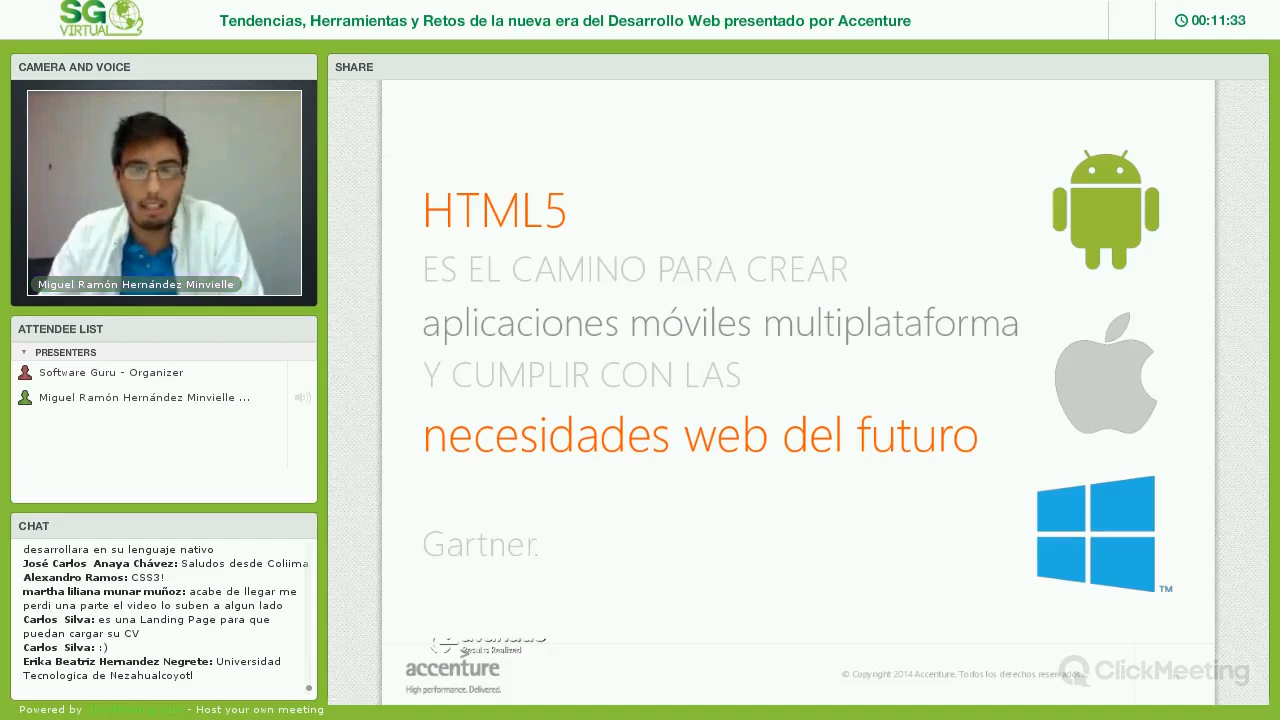 SG
VIRTUAL
Tendencias, Herramientas y Retos de la nueva era del Desarrollo Web presentado por Accenture
00:11:33
CAMERA AND VOICE
Miguel Ramón Hernández Minvielle
ATTENDEE LIST
PRESENTERS
Software Guru - Organizer
Miguel Ramón Hernández Minvielle ...
CHAT
desarrollara en su lenguaje nativo
José Carlos Anaya Chávez: Saludos desde Coliima
Alexandro Ramos: CSS3!
martha liliana munar muñoz: acabe de llegar me
perdi una parte el video lo suben a algun lado
Carlos Silva: es una Landing Page para que
puedan cargar su CV
Carlos Silva: :)
Erika Beatriz Hernandez Negrete: Universidad
Tecnologica de Nezahualcoyotl
Powered by ClickMeeting.com - Host your own meeting
SHARE
HTML5
ES EL CAMINO PARA CREAR
aplicaciones móviles multiplataforma
Y CUMPLIR CON LAS
necesidades web del futuro
Gartner.
TM
Results Realized
accenture
High performance. Delivered.
© Copyright 2014 Accenture. Todos los derechos reservados.
ClickMeeting